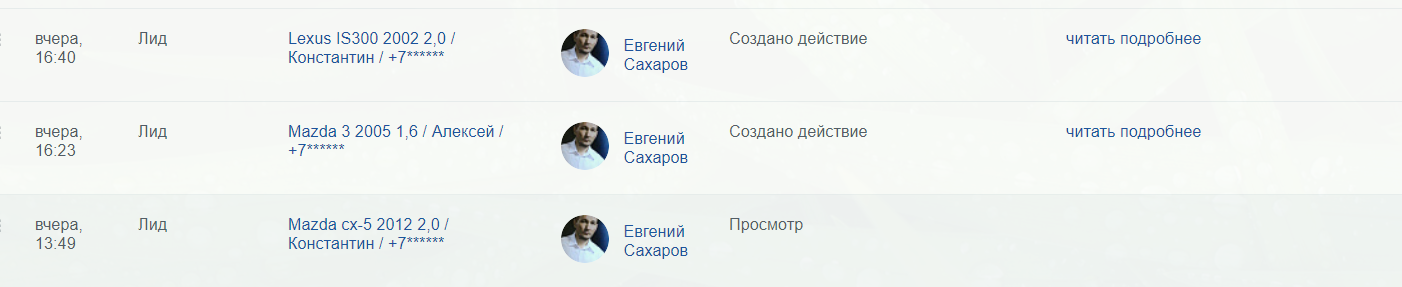 вчера,
16:40
Лид
Lexus IS300 2002 2,0 /
Константин / +7******
Евгений
Сахаров
Создано действие
читать подробнее
вчера,
16:23
Лид
Mazda 3 2005 1,6 / Алексей /
+7******
Евгений
Сахаров
Создано действие
читать подробнее
вчера,
13:49
Лид
Mazda cx-5 2012 2,0 /
Константин / +7******
Евгений
Сахаров
Просмотр